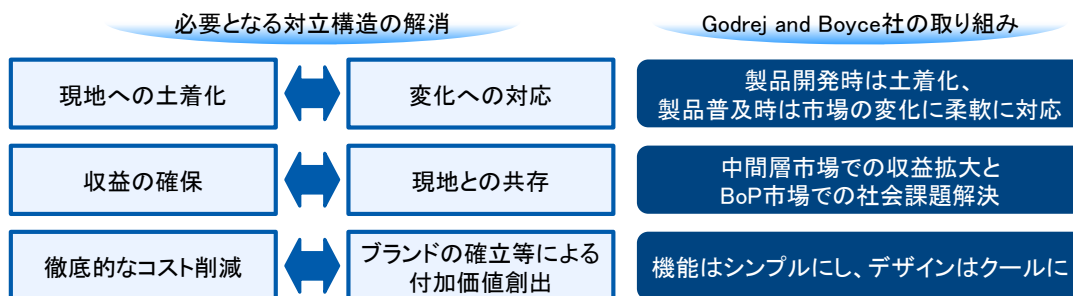 必要となる対立構造の解消
Godrej and Boyce社の取り組み
現地への土着化
変化への対応
製品開発時は土着化、
製品普及時は市場の変化に柔軟に対応
収益の確保
現地との共存
中間層市場での収益拡大と
BoP市場での社会課題解決
徹底的なコスト削減
ブランドの確立等による
付加価値創出
機能はシンプルにし、デザインはクールに